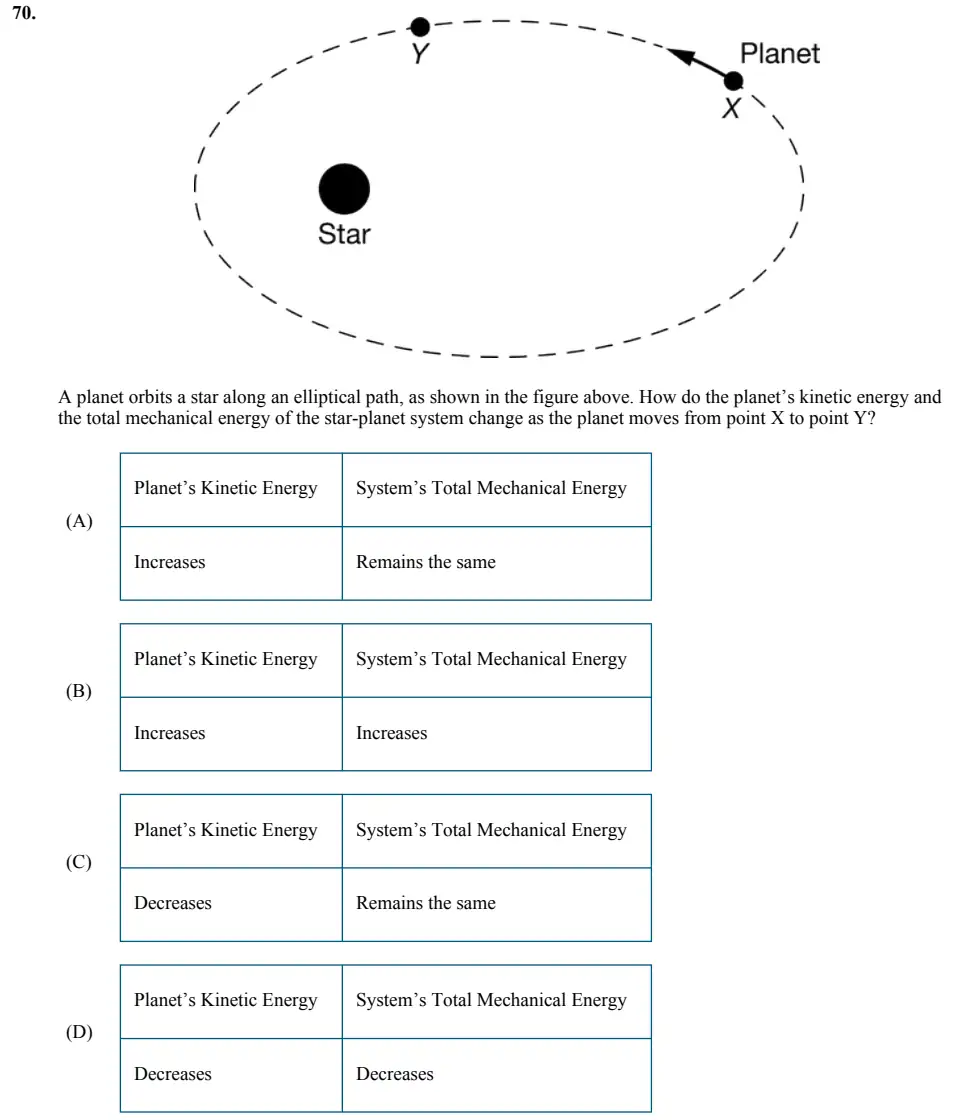 70.
Planet
Y
X
Star
A planet orbits a star along an elliptical path, as shown in the figure above. How do the planet’s kinetic energy and
the total mechanical energy of the star-planet system change as the planet moves from point X to point Y?
Planet’s Kinetic Energy System’s Total Mechanical Energy
(A)
Increases Remains the same
Planet’s Kinetic Energy System’s Total Mechanical Energy
(B)
Increases Increases
Planet’s Kinetic Energy System’s Total Mechanical Energy
(C)
Decreases Remains the same
Planet’s Kinetic Energy System’s Total Mechanical Energy
(D)
Decreases Decreases